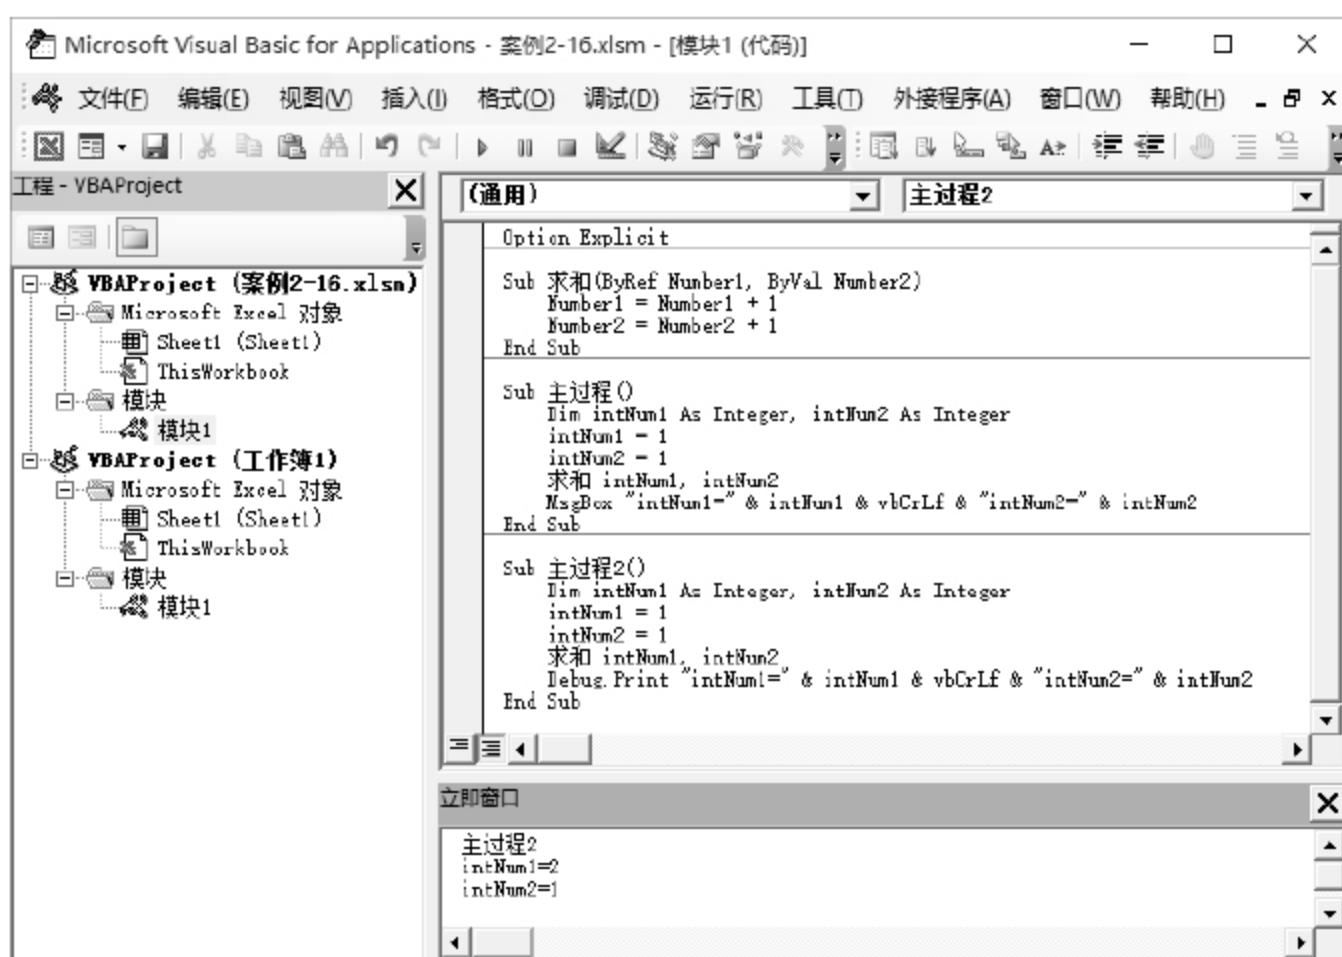 Microsoft Visual Basic for Applications - 案例2-16.xlsm - [模块1 (代码)]
文件(F) 编辑(E) 视图(V) 插入(I) 格式(O) 调试(D) 运行(R) 工具(T) 外接程序(A) 窗口(W) 帮助(H)
工程 - VBAProject
VBAProject (案例2-16.xlsm)
Microsoft Excel 对象
Sheet1 (Sheet1)
ThisWorkbook
模块
模块1
VBAProject (工作簿1)
Microsoft Excel 对象
Sheet1 (Sheet1)
ThisWorkbook
模块
模块1
(通用)
主过程2
Option Explicit
Sub 求和(ByRef Number1, ByVal Number2)
Number1 = Number1 + 1
Number2 = Number2 + 1
End Sub
Sub 主过程()
Dim intNum1 As Integer, intNum2 As Integer
intNum1 = 1
intNum2 = 1
求和 intNum1, intNum2
MsgBox "intNum1=" & intNum1 & vbCrLf & "intNum2=" & intNum2
End Sub
Sub 主过程2()
Dim intNum1 As Integer, intNum2 As Integer
intNum1 = 1
intNum2 = 1
求和 intNum1, intNum2
Debug.Print "intNum1=" & intNum1 & vbCrLf & "intNum2=" & intNum2
End Sub
立即窗口
主过程2
intNum1=2
intNum2=1